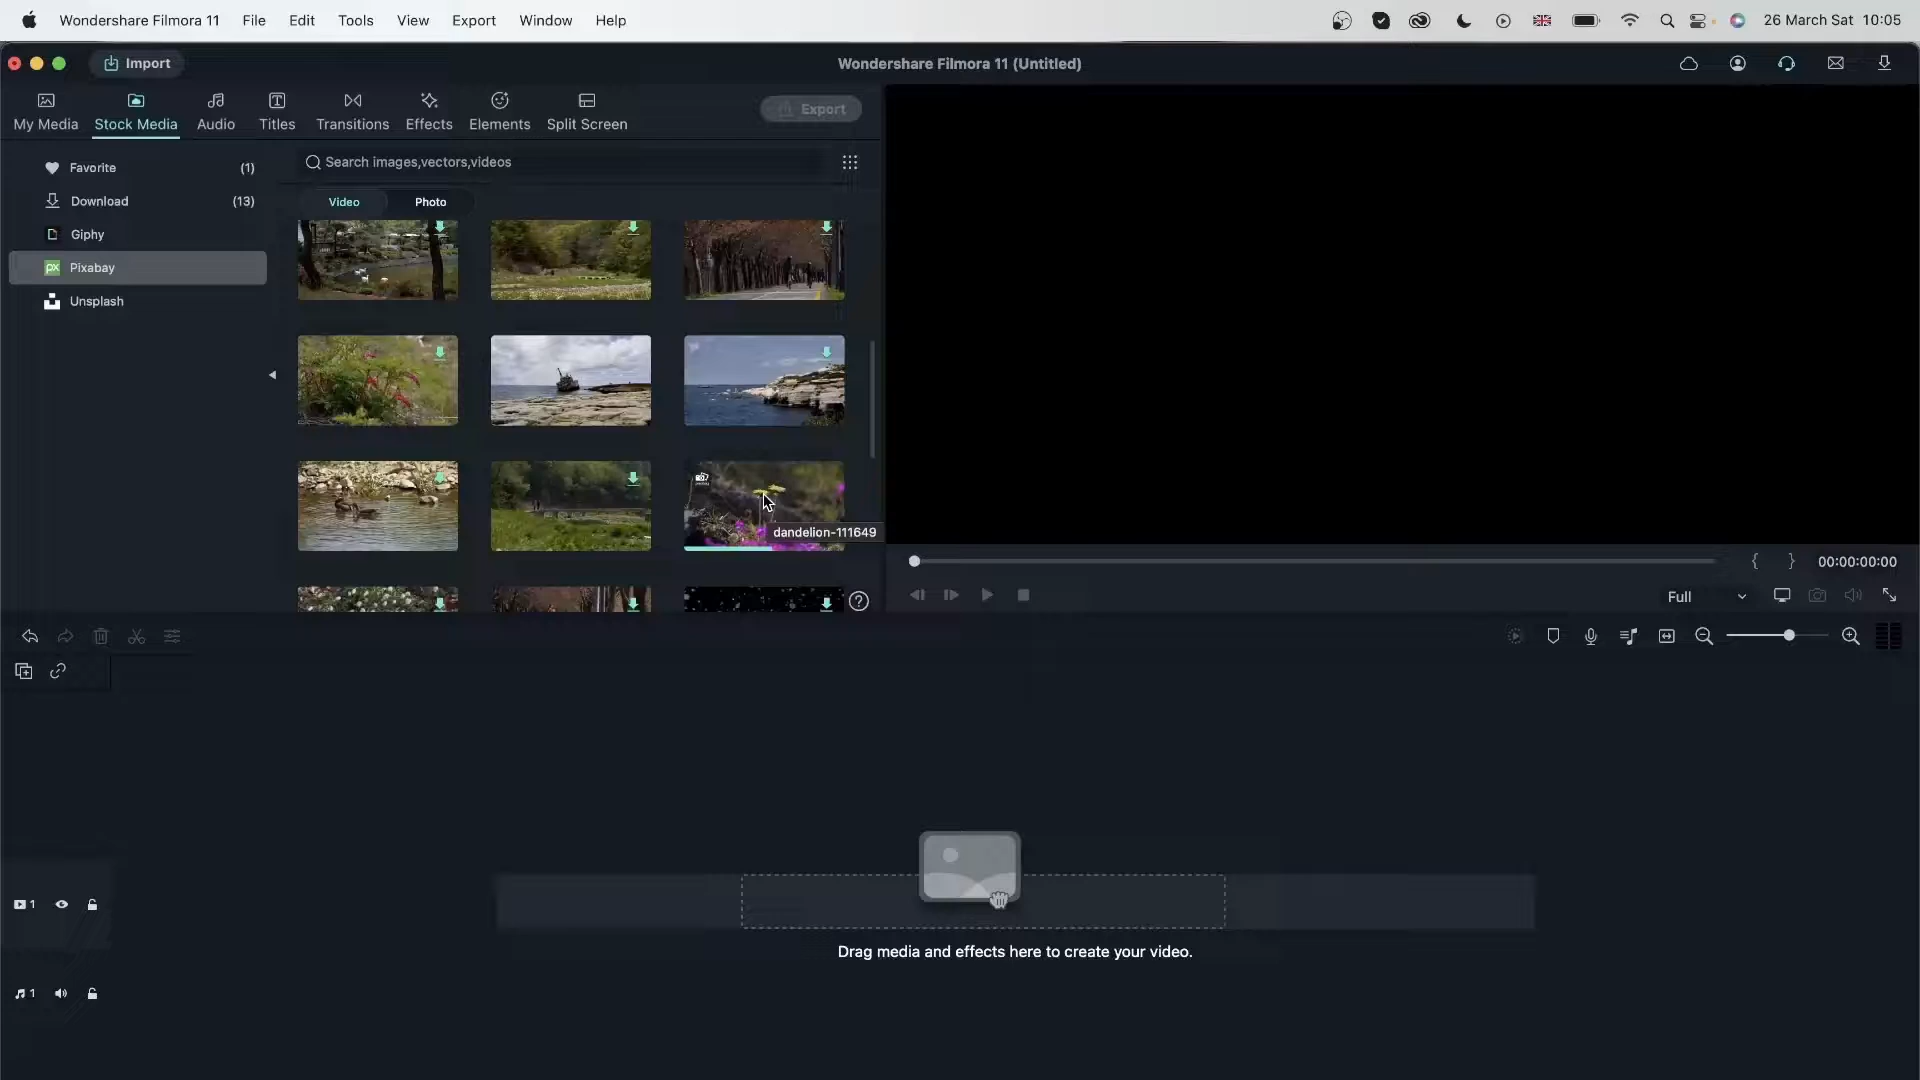 Wondershare Filmora 11 File Edit Tools View Export Window Help 26 March Sat 10:05
Import Wondershare Filmora 11 (Untitled)
My Media Stock Media Audio Titles Transitions Effects Elements Split Screen Export
Search images,vectors,videos
Favorite (1)
Download (13)
Giphy
px Pixabay
Unsplash
Video Photo
dandelion-111649
{ } 00:00:00:00
Full
?
1
Drag media and effects here to create your video.
1